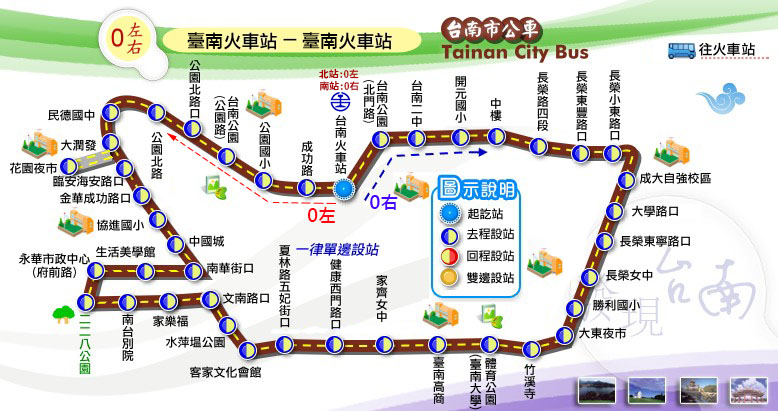 0左右
臺南火車站 － 臺南火車站
台南市公車
Tainan City Bus
往火車站
北站:0左
南站:0右
台南火車站
成功路
公園國小
台南公園
(公園路)
公園北路口
公園北路
民德國中
大潤發
花園夜市
臨安海安路口
金華成功路口
協進國小
中國城
南華街口
生活美學館
永華市政中心
(府前路)
二二八公園
南台別院
家樂福
文南路口
水萍塭公園
客家文化會館
夏林路五妃街口
健康西門路口
家齊女中
臺南高商
體育公園
(臺南大學)
竹溪寺
大東夜市
勝利國小
長榮女中
長榮東寧路口
大學路口
成大自強校區
長榮小東路口
長榮東豐路口
長榮路四段
中樓
開元國小
台南二中
台南公園
(北門路)
0左
0右
一律單邊設站
圖示說明
起訖站
去程設站
回程設站
雙邊設站
發現
台南